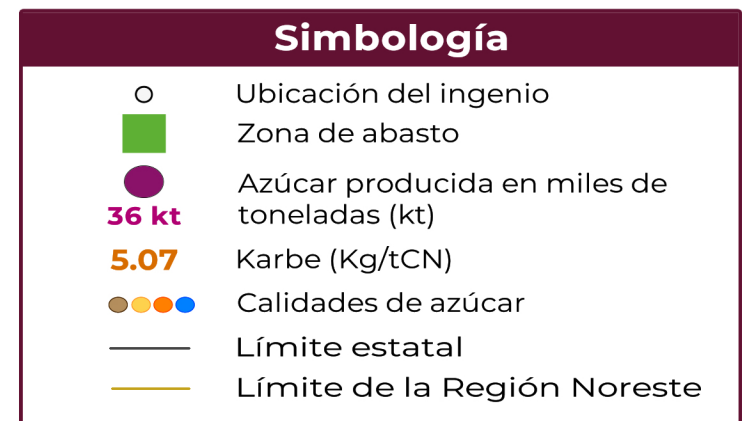 Simbología
Ubicación del ingenio
Zona de abasto
Azúcar producida en miles de
36 kt toneladas (kt)
5.07 Karbe (Kg/tCN)
Calidades de azúcar
Límite estatal
Límite de la Región Noreste